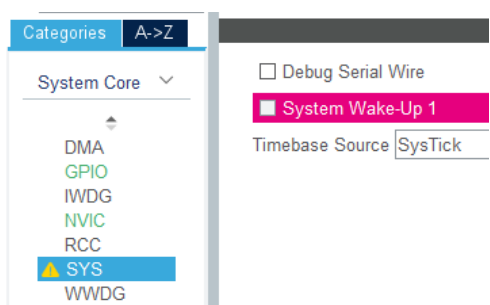 Categories A->Z
System Core
DMA
GPIO
IWDG
NVIC
RCC
SYS
WWDG
Debug Serial Wire
System Wake-Up 1
Timebase Source SysTick